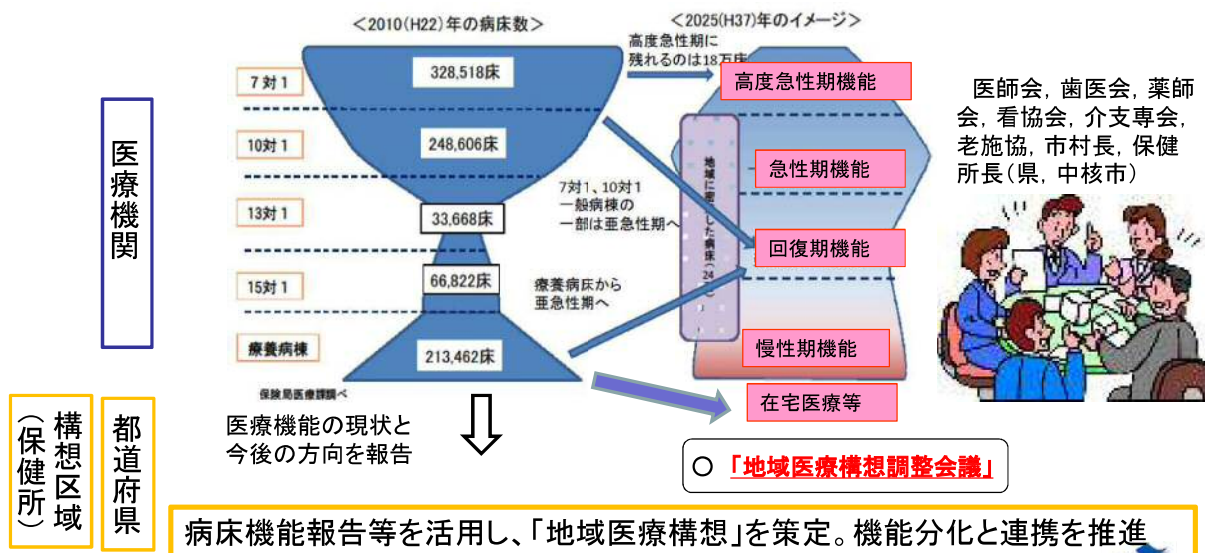 <2010(H22)年の病床数>
<2025(H37)年のイメージ>
高度急性期に
残れるのは18万床
7対1
328,518床
10対1
248,606床
13対1
33,668床
15対1
66,822床
療養病棟
213,462床
保険局医療課調べ
7対1、10対1
一般病棟の
一部は亜急性期へ
療養病床から
亜急性期へ
高度急性期機能
急性期機能
回復期機能
慢性期機能
在宅医療等
地域に密
した病床(24
医療機関
医師会, 歯医会, 薬師
会, 看協会, 介支専会,
老施協, 市村長, 保健
所長(県, 中核市)
医療機能の現状と
今後の方向を報告
○ 「地域医療構想調整会議」
構想区域
(保健所)
都道府県
病床機能報告等を活用し、「地域医療構想」を策定。機能分化と連携を推進